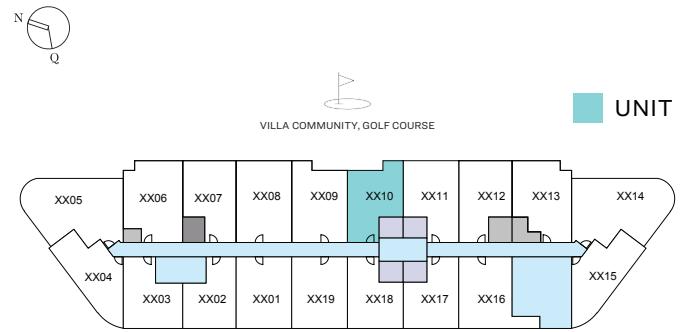 N
Q
UNIT
VILLA COMMUNITY, GOLF COURSE
XX05 XX06 XX07 XX08 XX09 XX10 XX11 XX12 XX13 XX14
XX04 XX03 XX02 XX01 XX19 XX18 XX17 XX16 XX15